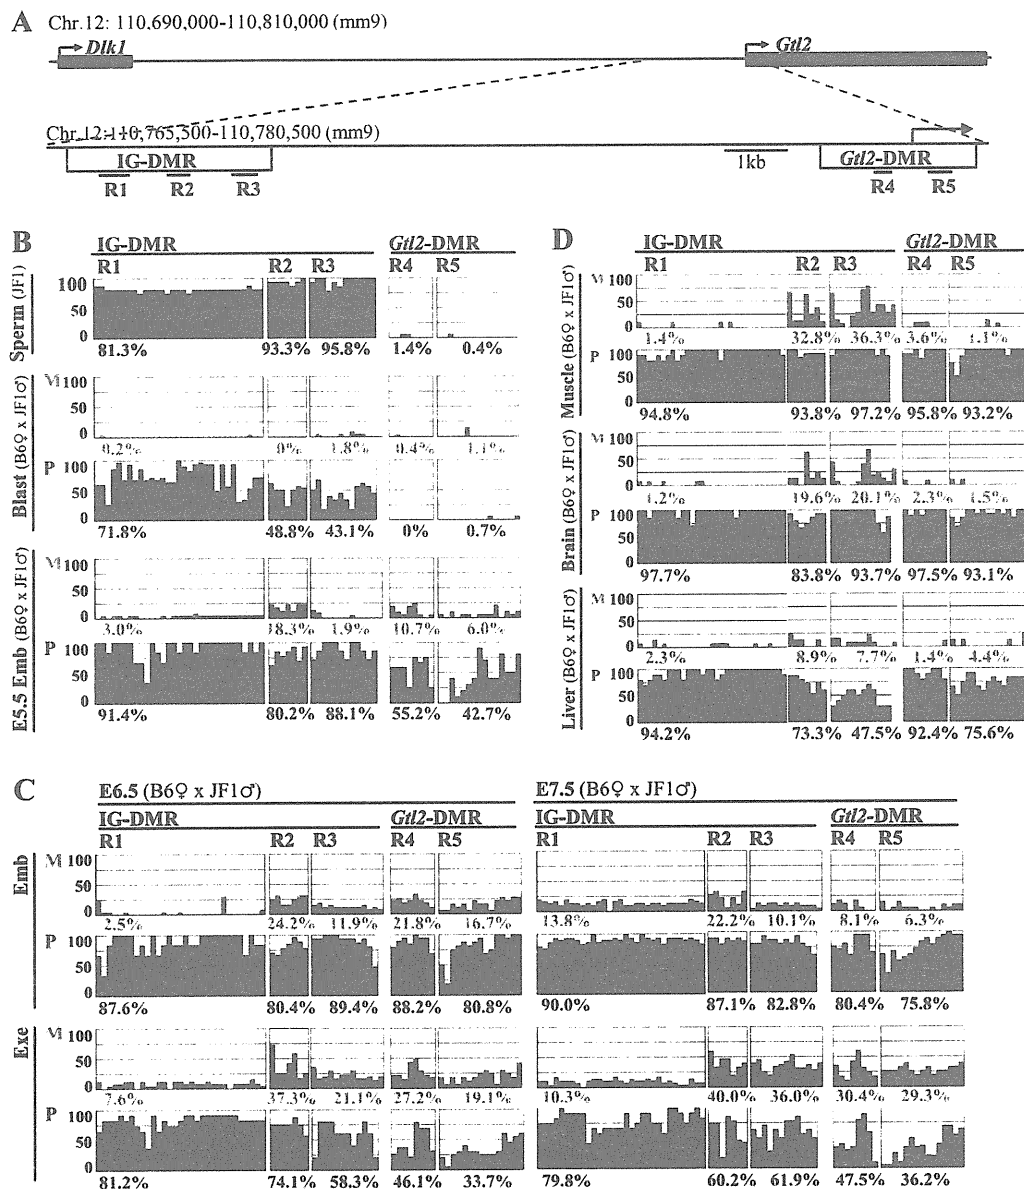 A Chr.12: 110,690,000-110,810,000 (mm9)
Dlk1 Gtl2
Chr.12:110,765,500-110,780,500 (mm9)
IG-DMR 1kb Gtl2-DMR
R1 R2 R3 R4 R5
B
IG-DMR Gtl2-DMR
R1 R2 R3 R4 R5
Sperm (JF1)
100
50
0
81.3% 93.3% 95.8% 1.4% 0.4%
Blast (B6♀ x JF1♂)
M 100
50
0
0.2% 0% 1.8% 0.4% 1.1%
P 100
50
0
71.8% 48.8% 43.1% 0% 0.7%
E5.5 Emb (B6♀ x JF1♂)
M 100
50
0
3.0% 18.3% 1.9% 10.7% 6.0%
P 100
50
0
91.4% 80.2% 88.1% 55.2% 42.7%
D
IG-DMR Gtl2-DMR
R1 R2 R3 R4 R5
Muscle (B6♀ x JF1♂)
M 100
50
0
1.4% 32.8% 36.3% 3.6% 1.1%
P 100
50
0
94.8% 93.8% 97.2% 95.8% 93.2%
Brain (B6♀ x JF1♂)
M 100
50
0
1.2% 19.6% 20.1% 2.3% 1.5%
P 100
50
0
97.7% 83.8% 93.7% 97.5% 93.1%
Liver (B6♀ x JF1♂)
M 100
50
0
2.3% 8.9% 7.7% 1.4% 4.4%
P 100
50
0
94.2% 73.3% 47.5% 92.4% 75.6%
C
E6.5 (B6♀ x JF1♂) E7.5 (B6♀ x JF1♂)
IG-DMR Gtl2-DMR IG-DMR Gtl2-DMR
R1 R2 R3 R4 R5 R1 R2 R3 R4 R5
Emb
M 100
50
0
2.5% 24.2% 11.9% 21.8% 16.7% 13.8% 22.2% 10.1% 8.1% 6.3%
P 100
50
0
87.6% 80.4% 89.4% 88.2% 80.8% 90.0% 87.1% 82.8% 80.4% 75.8%
Exe
M 100
50
0
7.6% 37.3% 21.1% 27.2% 19.1% 10.3% 40.0% 36.0% 30.4% 29.3%
P 100
50
0
81.2% 74.1% 58.3% 46.1% 33.7% 79.8% 60.2% 61.9% 47.5% 36.2%